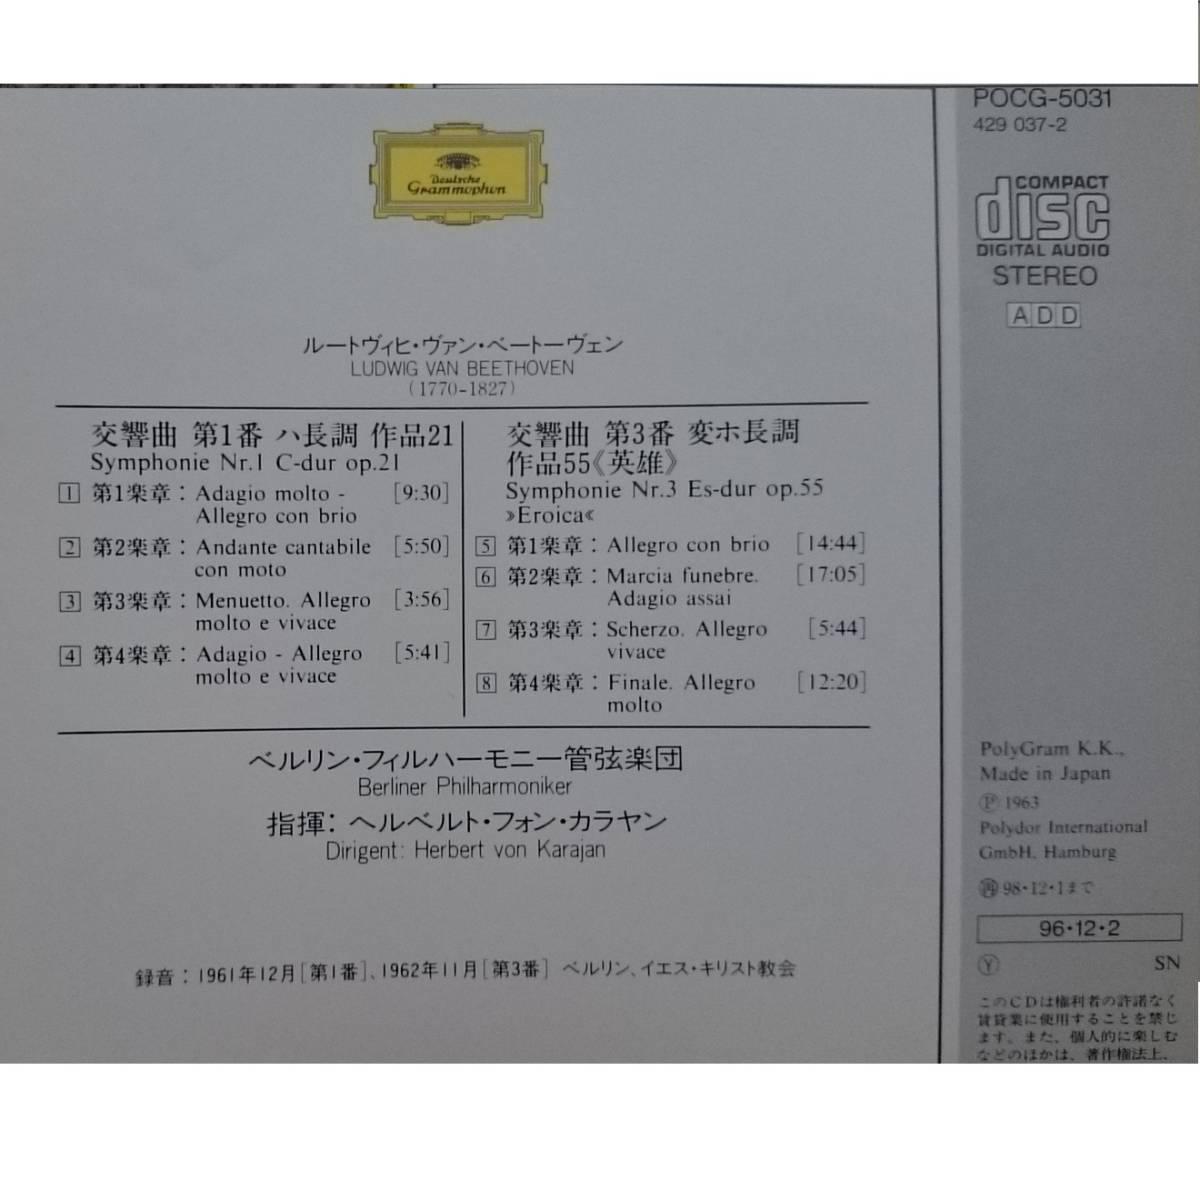 Deutsche
Grammophon
ルートヴィヒ・ヴァン・ベートーヴェン
LUDWIG VAN BEETHOVEN
(1770-1827)
交響曲 第1番 ハ長調 作品21
Symphonie Nr.1 C-dur op.21
1 第1楽章: Adagio molto - [9:30]
Allegro con brio
2 第2楽章: Andante cantabile [5:50]
con moto
3 第3楽章: Menuetto. Allegro [3:56]
molto e vivace
4 第4楽章: Adagio - Allegro [5:41]
molto e vivace
交響曲 第3番 変ホ長調
作品55《英雄》
Symphonie Nr.3 Es-dur op.55
»Eroica«
5 第1楽章: Allegro con brio [14:44]
6 第2楽章: Marcia funebre. [17:05]
Adagio assai
7 第3楽章: Scherzo. Allegro [5:44]
vivace
8 第4楽章: Finale. Allegro [12:20]
molto
ベルリン・フィルハーモニー管弦楽団
Berliner Philharmoniker
指揮: ヘルベルト・フォン・カラヤン
Dirigent: Herbert von Karajan
録音: 1961年12月[第1番]、1962年11月[第3番] ベルリン、イエス・キリスト教会
POCG-5031
429 037-2
COMPACT
disc
DIGITAL AUDIO
STEREO
ADD
PolyGram K.K.,
Made in Japan
Ⓟ 1963
Polydor International
GmbH, Hamburg
㊞98・12・1まで
96・12・2
Ⓨ SN
このCDは権利者の許諾なく
賃貸業に使用することを禁じ
ます。また、個人的に楽しむ
などのほかは、著作権法上、